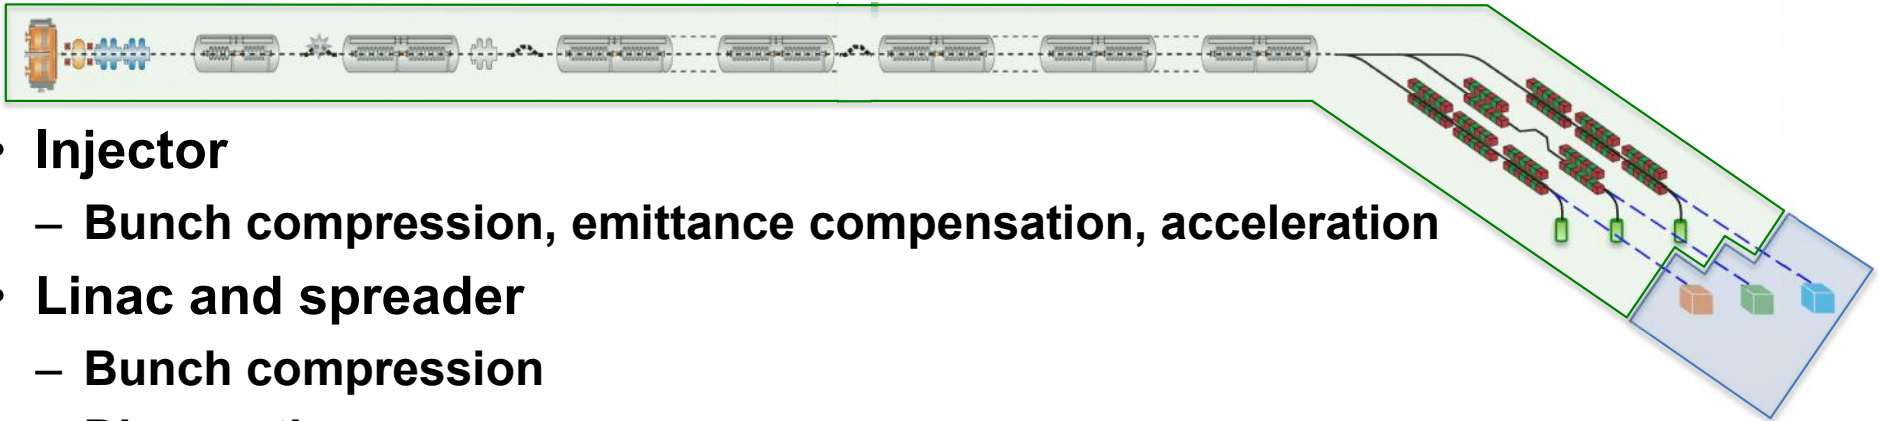 • Injector
– Bunch compression, emittance compensation, acceleration
• Linac and spreader
– Bunch compression